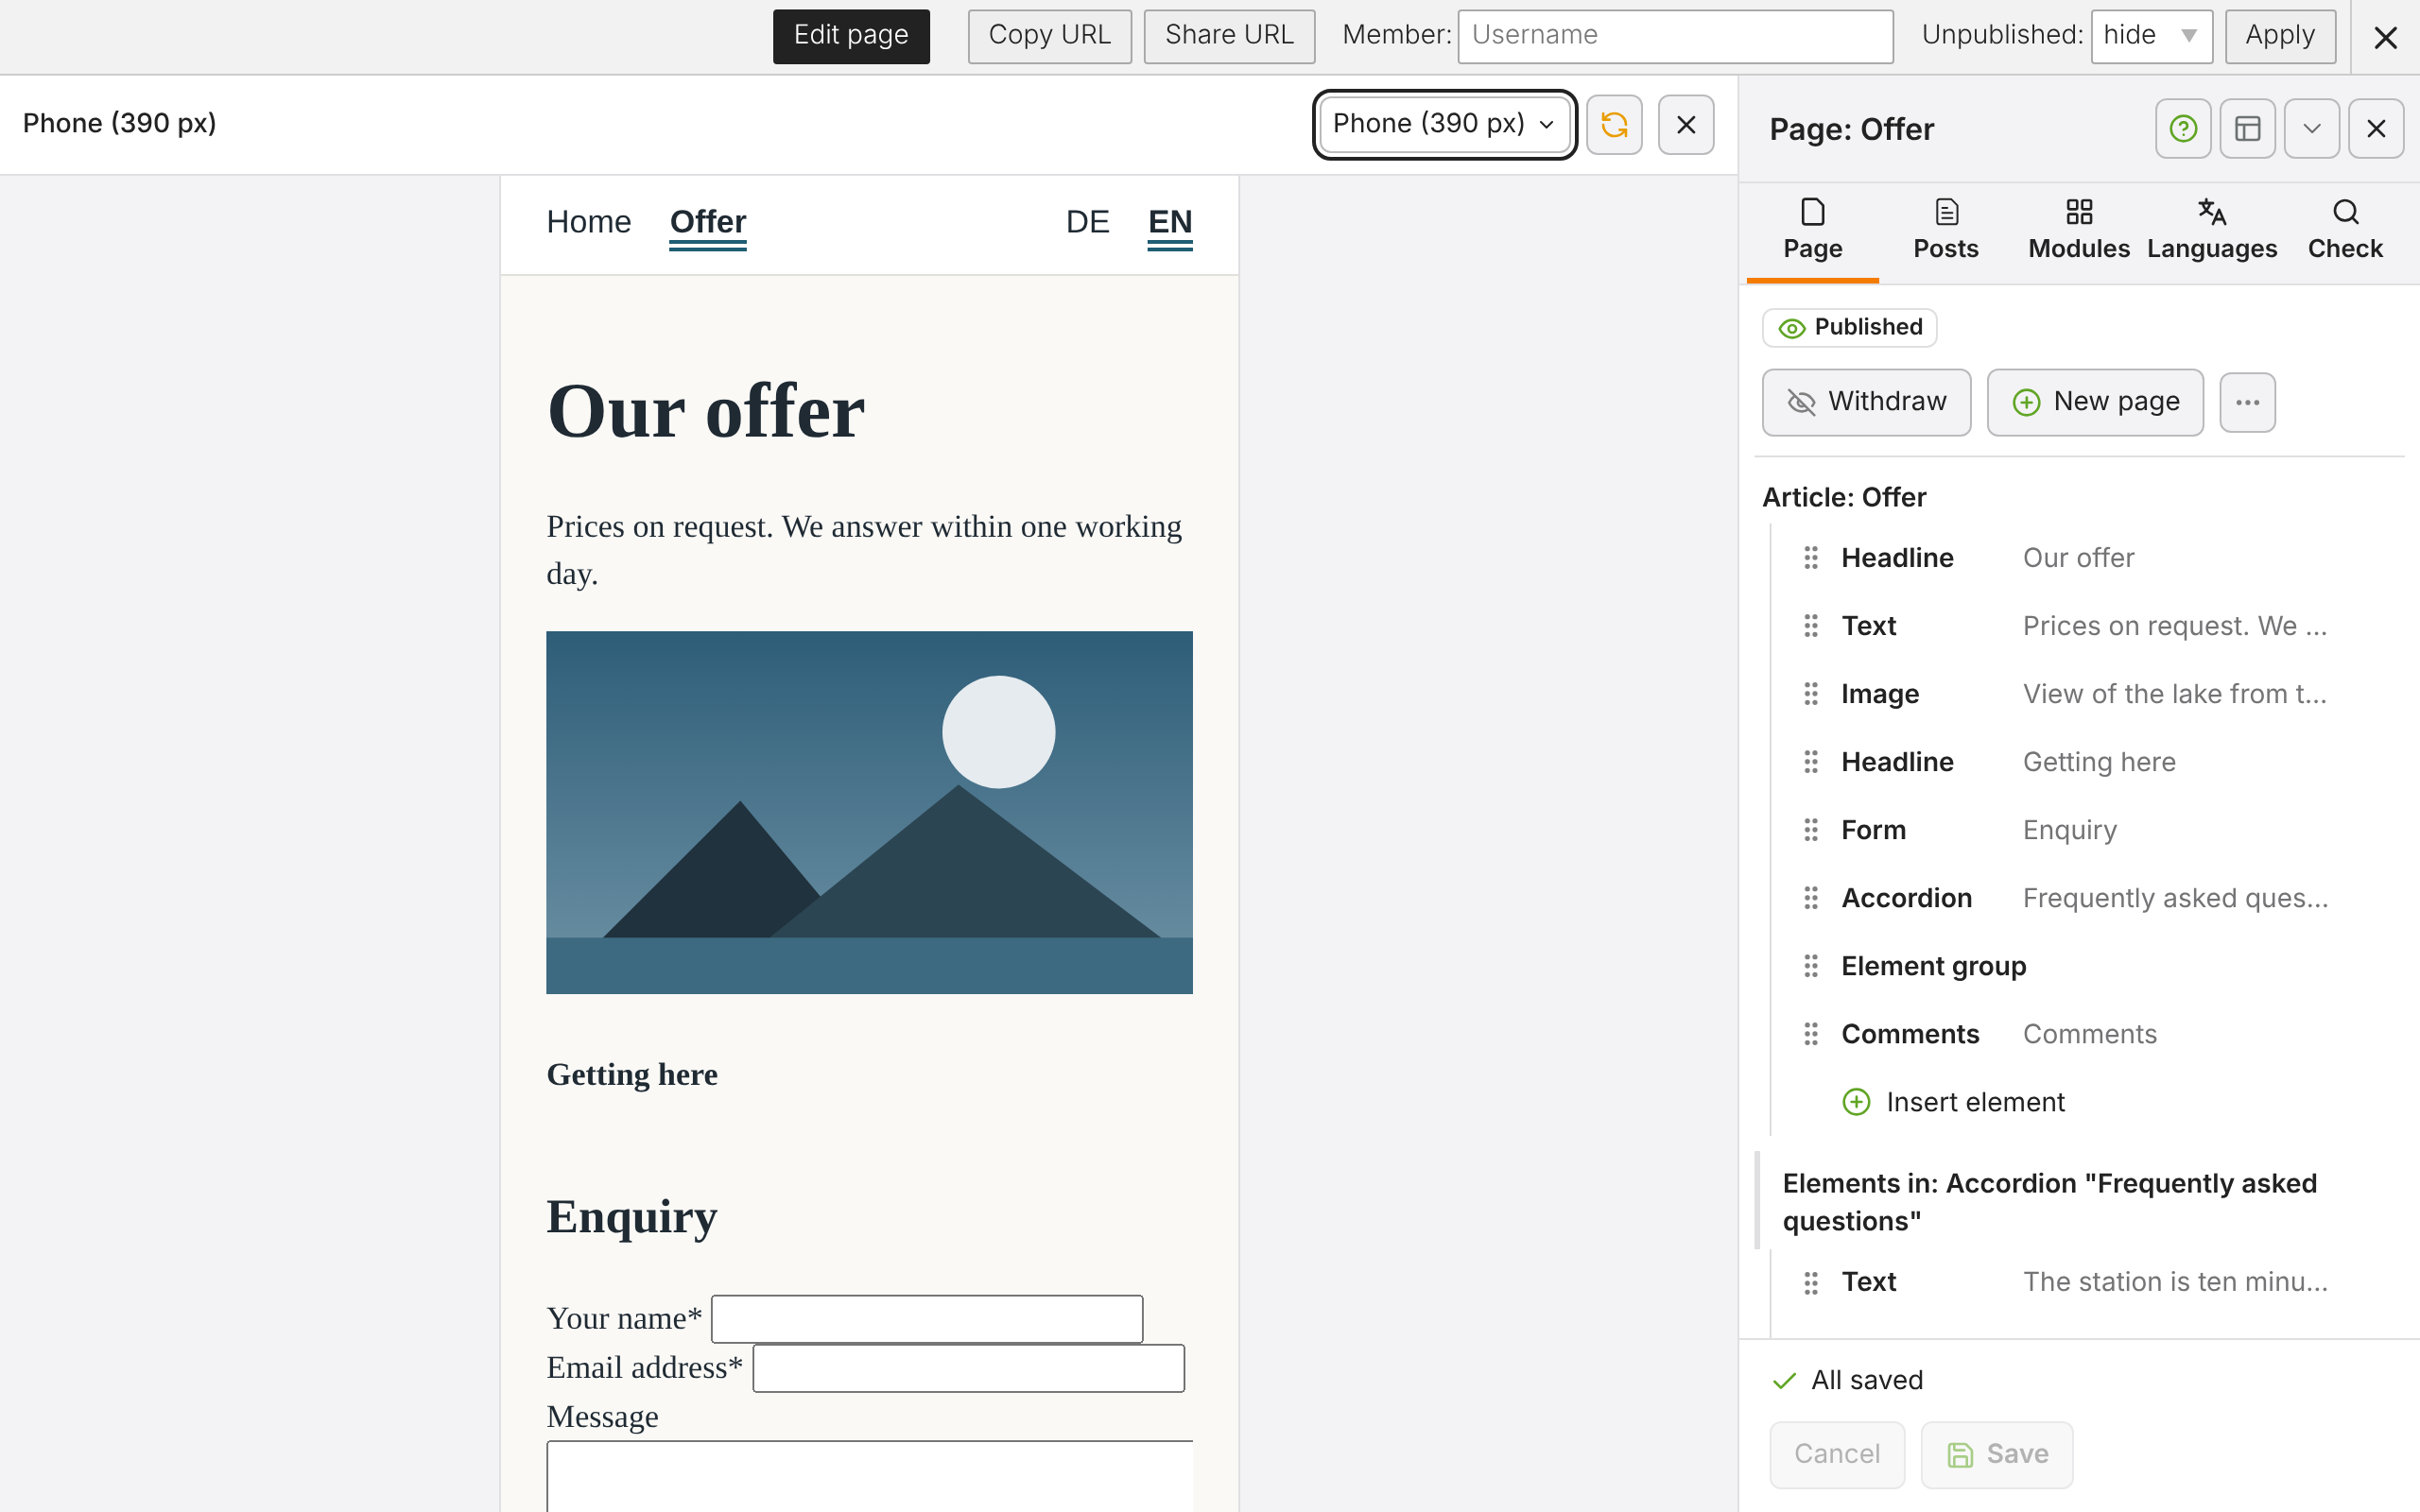 Edit page
Copy URL
Share URL
Member:
Username
Unpublished:
hide
Apply
Phone (390 px)
Phone (390 px)
Home
Offer
DE
EN
Our offer
Prices on request. We answer within one working
day.
Getting here
Enquiry
Your name*
Email address*
Message
Page: Offer
Page
Posts
Modules
Languages
Check
Published
Withdraw
New page
Article: Offer
Headline Our offer
Text Prices on request. We ...
Image View of the lake from t...
Headline Getting here
Form Enquiry
Accordion Frequently asked ques...
Element group
Comments Comments
Insert element
Elements in: Accordion "Frequently asked
questions"
Text The station is ten minu...
All saved
Cancel
Save